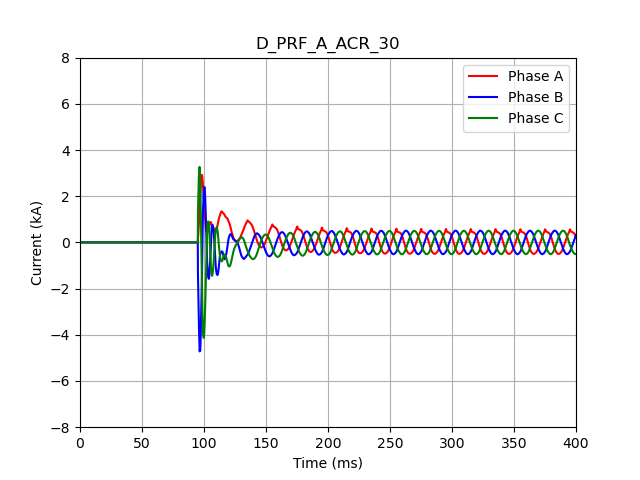 D_PRF_A_ACR_30
Phase A
Phase B
Phase C
Current (kA)
8
6
4
2
0
−2
−4
−6
−8
0 50 100 150 200 250 300 350 400
Time (ms)